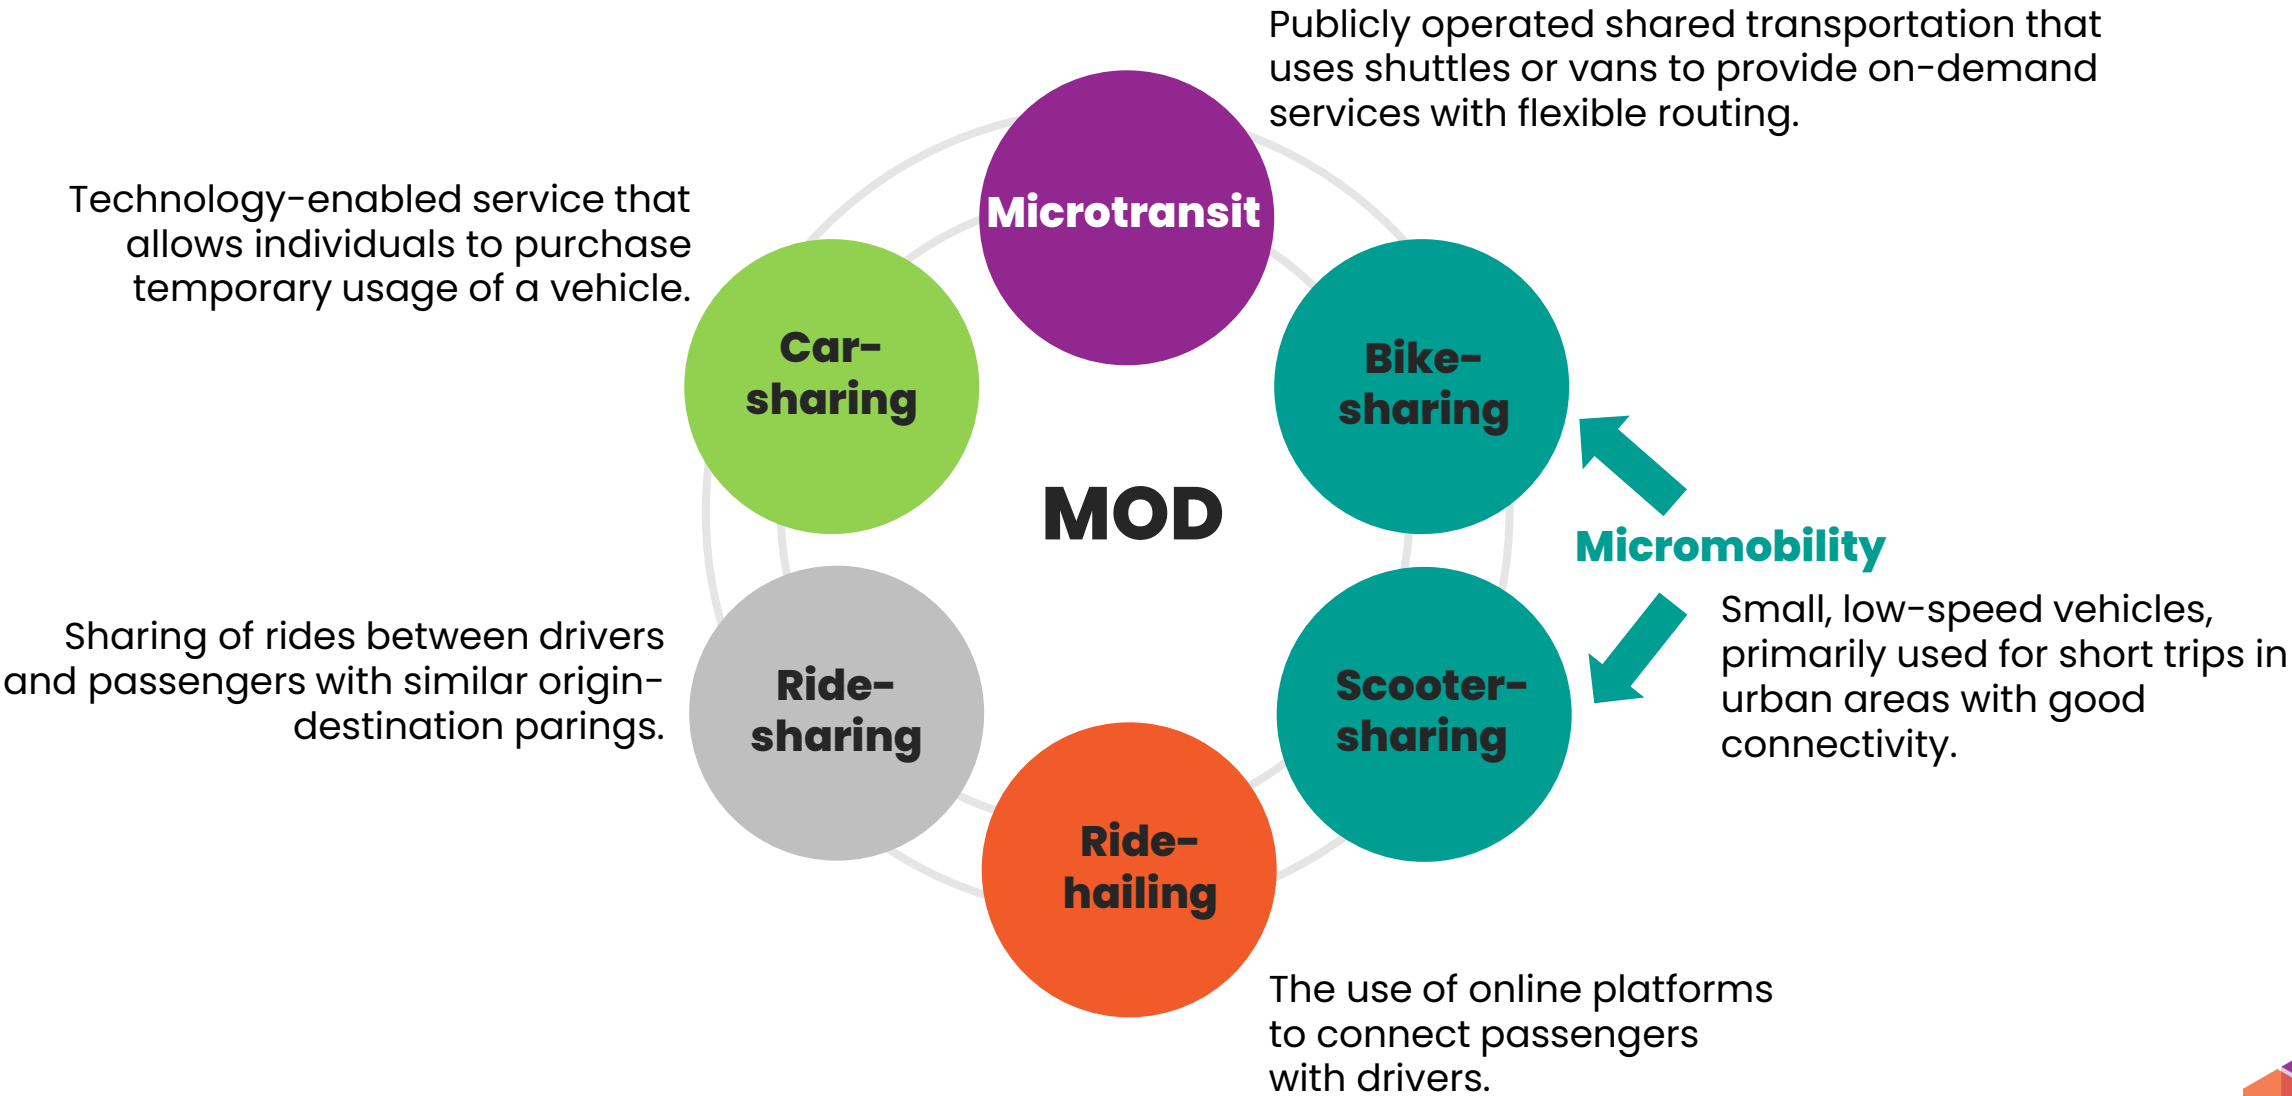 Publicly operated shared transportation that
uses shuttles or vans to provide on-demand
services with flexible routing.
Microtransit
Technology-enabled service that
allows individuals to purchase
temporary usage of a vehicle.
Car-
sharing
Bike-
sharing
MOD
Micromobility
Small, low-speed vehicles,
primarily used for short trips in
urban areas with good
connectivity.
Sharing of rides between drivers
and passengers with similar origin-
destination parings.
Ride-
sharing
Scooter-
sharing
Ride-
hailing
The use of online platforms
to connect passengers
with drivers.